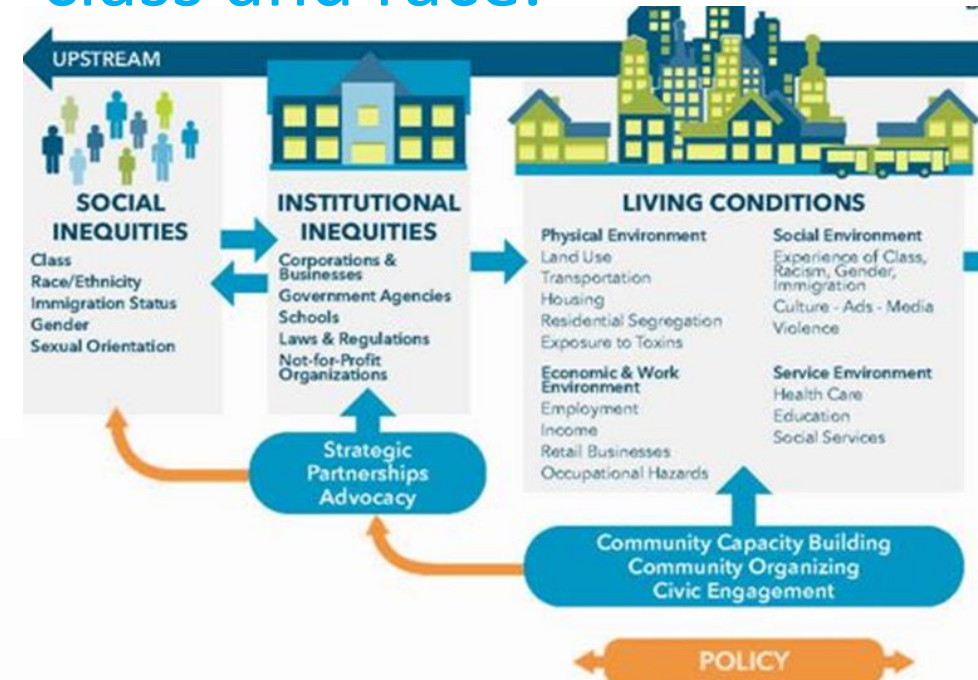 class and race?
UPSTREAM
SOCIAL
INEQUITIES
Class
Race/Ethnicity
Immigration Status
Gender
Sexual Orientation
INSTITUTIONAL
INEQUITIES
Corporations &
Businesses
Government Agencies
Schools
Laws & Regulations
Not-for-Profit
Organizations
LIVING CONDITIONS
Physical Environment
Land Use
Transportation
Housing
Residential Segregation
Exposure to Toxins
Economic & Work
Environment
Employment
Income
Retail Businesses
Occupational Hazards
Social Environment
Experience of Class,
Racism, Gender,
Immigration
Culture - Ads - Media
Violence
Service Environment
Health Care
Education
Social Services
Strategic
Partnerships
Advocacy
Community Capacity Building
Community Organizing
Civic Engagement
POLICY